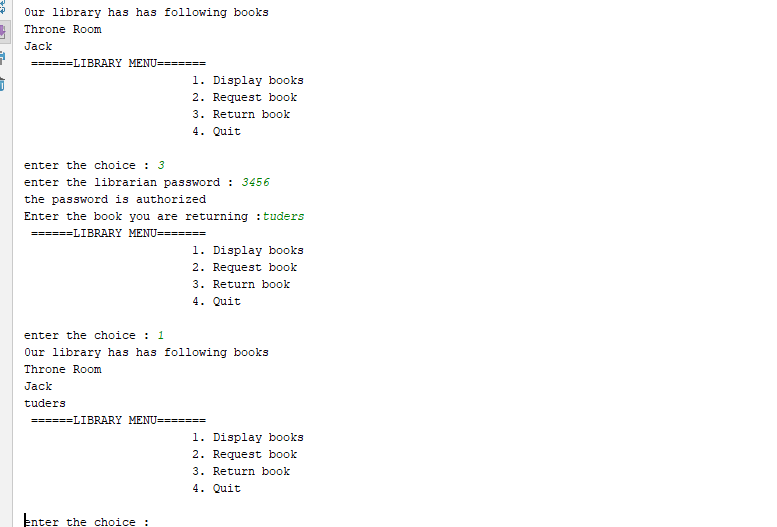 Our library has has following books
Throne Room
Jack
======LIBRARY MENU=======
1. Display books
2. Request book
3. Return book
4. Quit
enter the choice : 3
enter the librarian password : 3456
the password is authorized
Enter the book you are returning :tuders
======LIBRARY MENU=======
1. Display books
2. Request book
3. Return book
4. Quit
enter the choice : 1
Our library has has following books
Throne Room
Jack
tuders
======LIBRARY MENU=======
1. Display books
2. Request book
3. Return book
4. Quit
enter the choice :